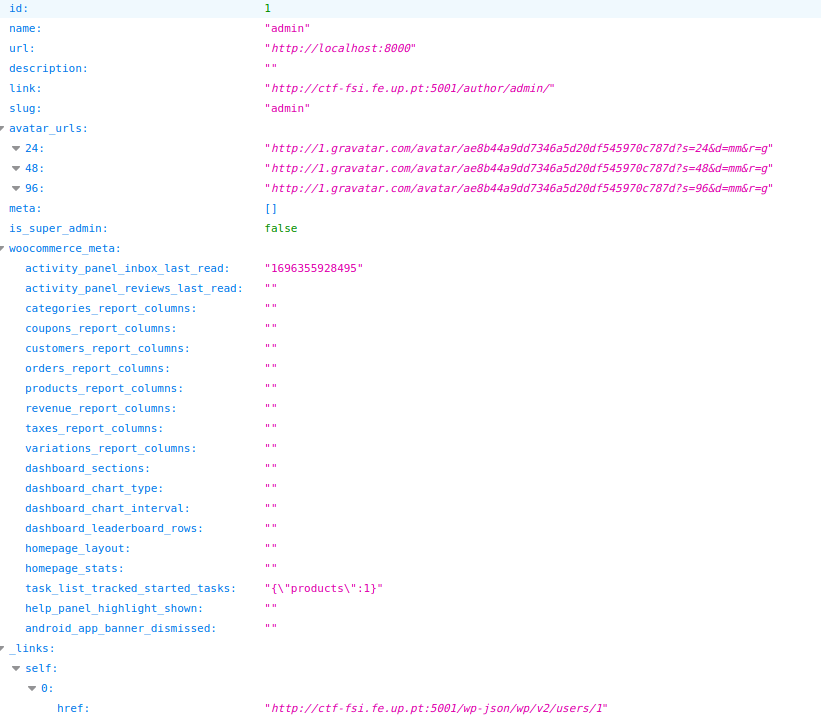 id: 1
name: "admin"
url: "http://localhost:8000"
description: ""
link: "http://ctf-fsi.fe.up.pt:5001/author/admin/"
slug: "admin"
avatar_urls:
24: "http://1.gravatar.com/avatar/ae8b44a9dd7346a5d20df545970c787d?s=24&d=mm&r=g"
48: "http://1.gravatar.com/avatar/ae8b44a9dd7346a5d20df545970c787d?s=48&d=mm&r=g"
96: "http://1.gravatar.com/avatar/ae8b44a9dd7346a5d20df545970c787d?s=96&d=mm&r=g"
meta: []
is_super_admin: false
woocommerce_meta:
activity_panel_inbox_last_read: "1696355928495"
activity_panel_reviews_last_read: ""
categories_report_columns: ""
coupons_report_columns: ""
customers_report_columns: ""
orders_report_columns: ""
products_report_columns: ""
revenue_report_columns: ""
taxes_report_columns: ""
variations_report_columns: ""
dashboard_sections: ""
dashboard_chart_type: ""
dashboard_chart_interval: ""
dashboard_leaderboard_rows: ""
homepage_layout: ""
homepage_stats: ""
task_list_tracked_started_tasks: "{\"products\":1}"
help_panel_highlight_shown: ""
android_app_banner_dismissed: ""
_links:
self:
0:
href: "http://ctf-fsi.fe.up.pt:5001/wp-json/wp/v2/users/1"